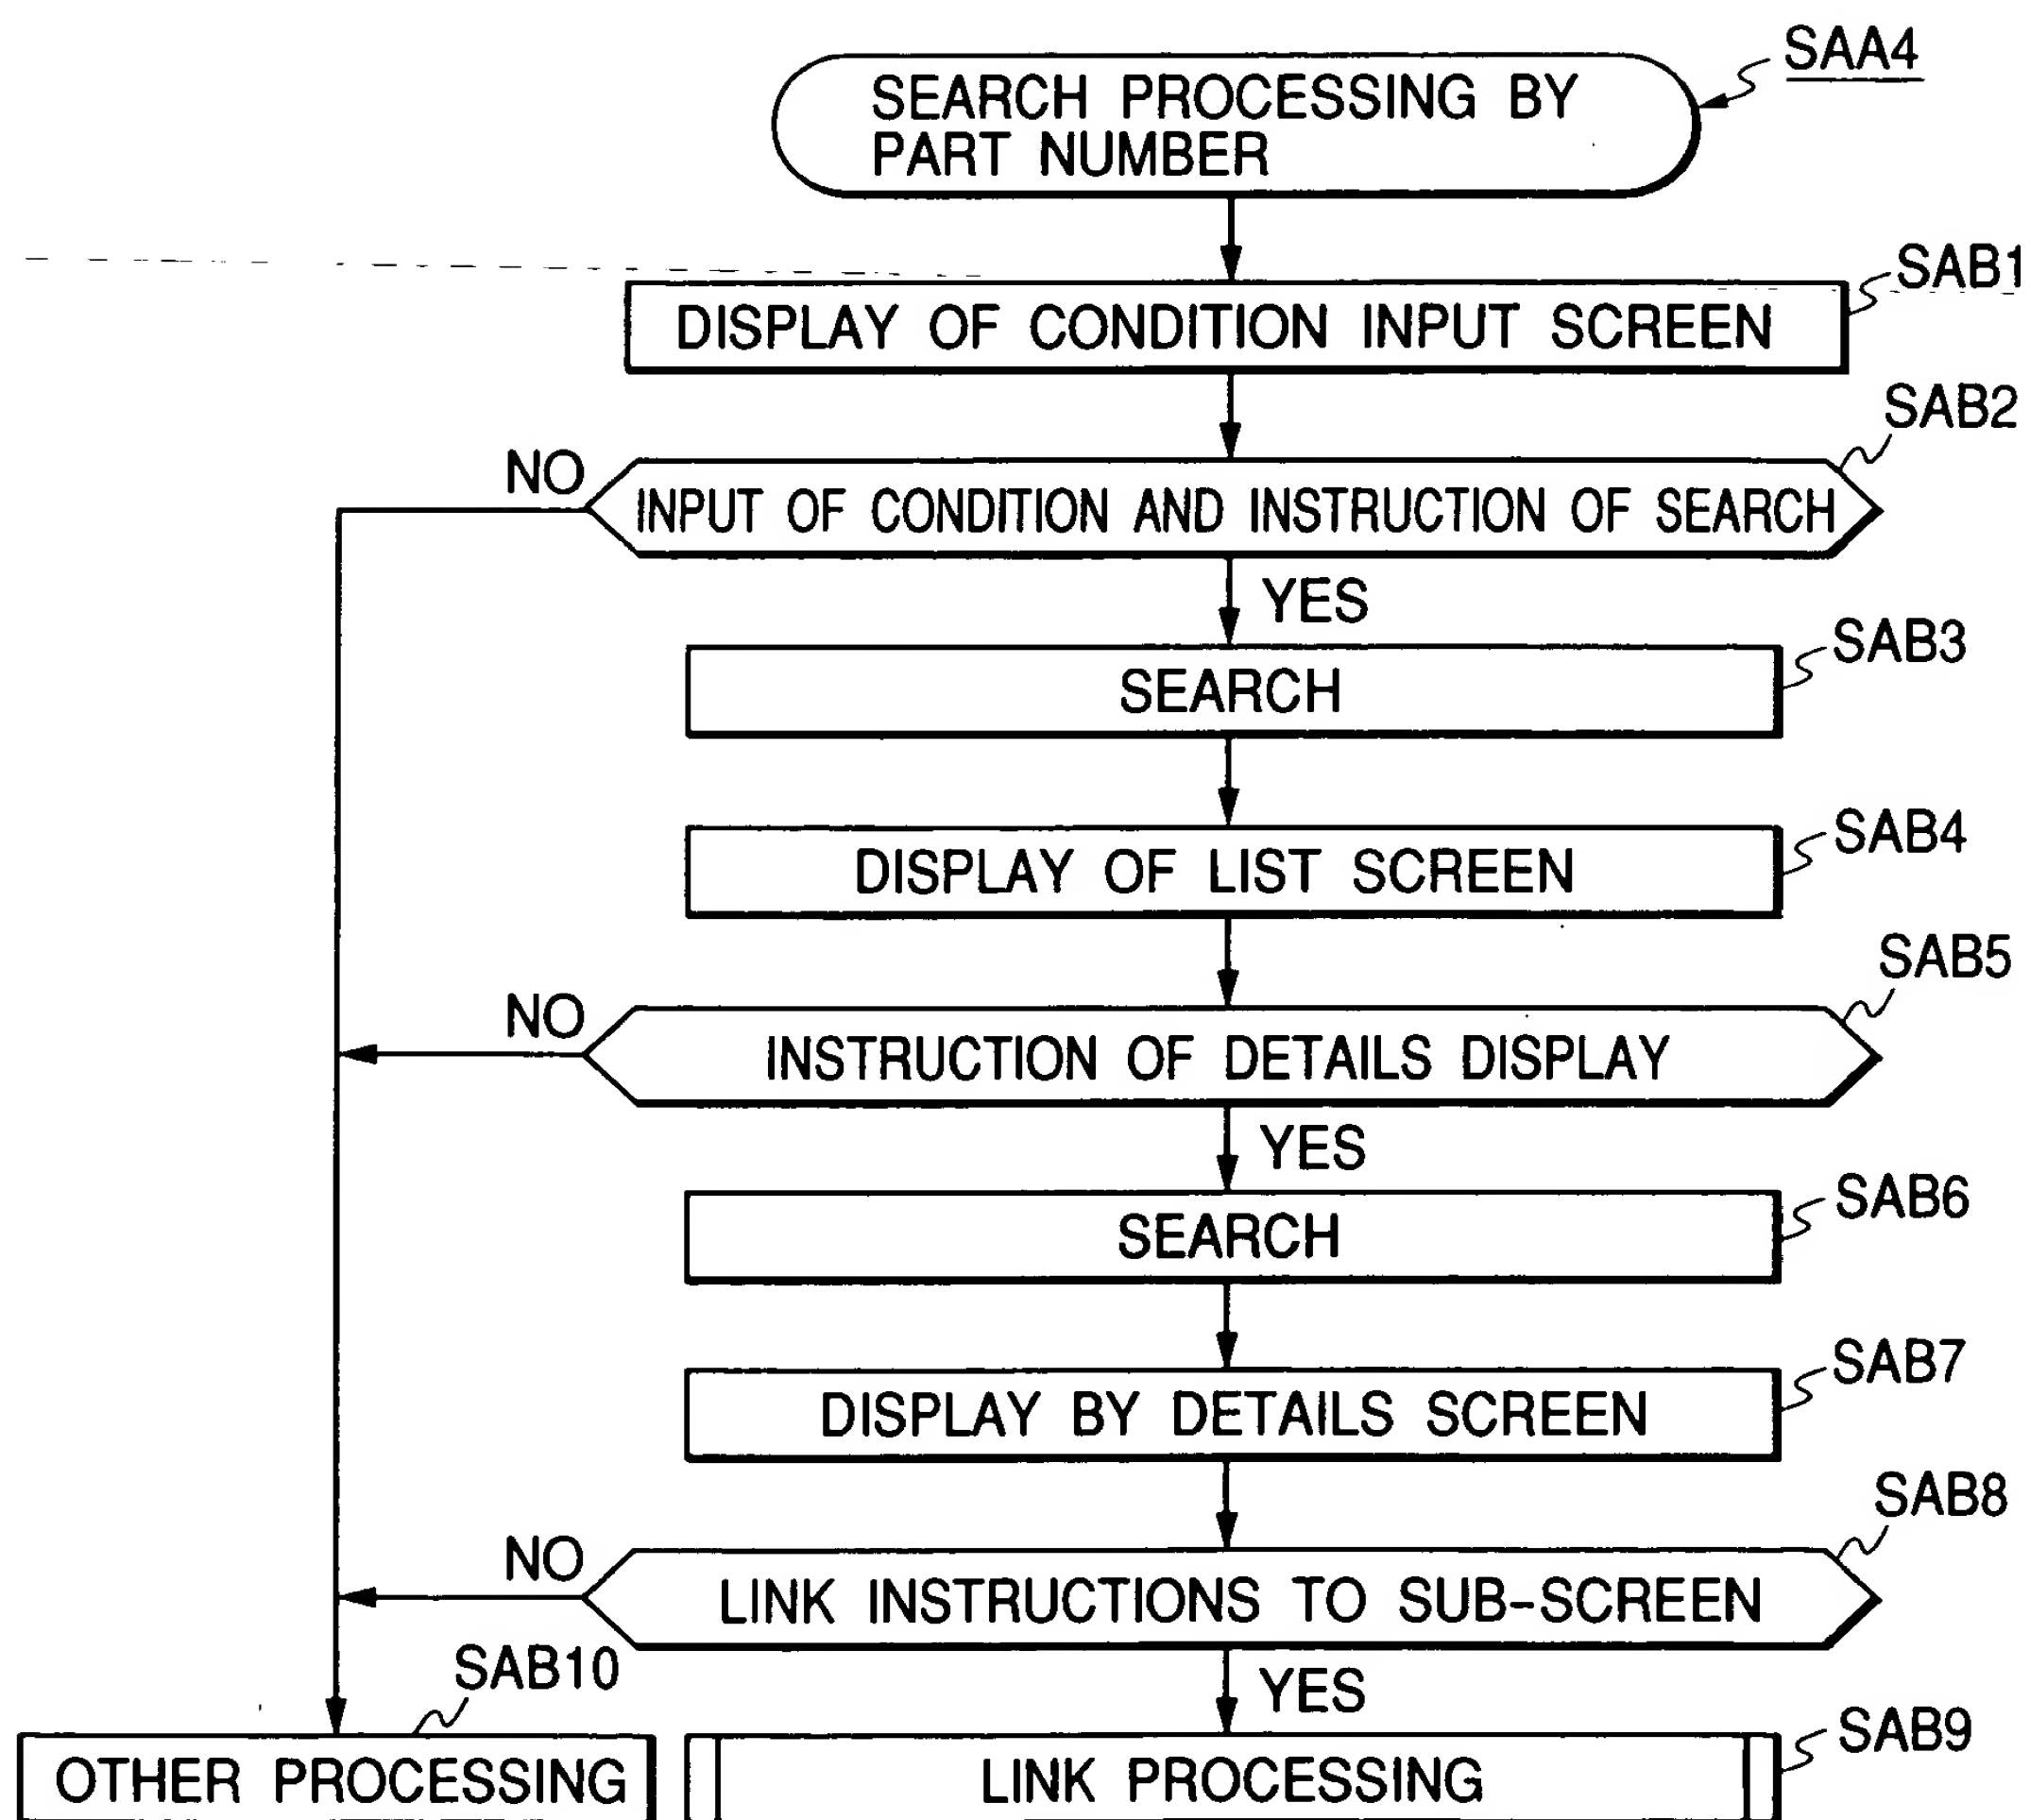 SAA4
SEARCH PROCESSING BY
PART NUMBER
SAB1
DISPLAY OF CONDITION INPUT SCREEN
SAB2
NO
INPUT OF CONDITION AND INSTRUCTION OF SEARCH
YES
SAB3
SEARCH
SAB4
DISPLAY OF LIST SCREEN
SAB5
NO
INSTRUCTION OF DETAILS DISPLAY
YES
SAB6
SEARCH
SAB7
DISPLAY BY DETAILS SCREEN
SAB8
NO
LINK INSTRUCTIONS TO SUB-SCREEN
SAB10
YES
SAB9
OTHER PROCESSING
LINK PROCESSING